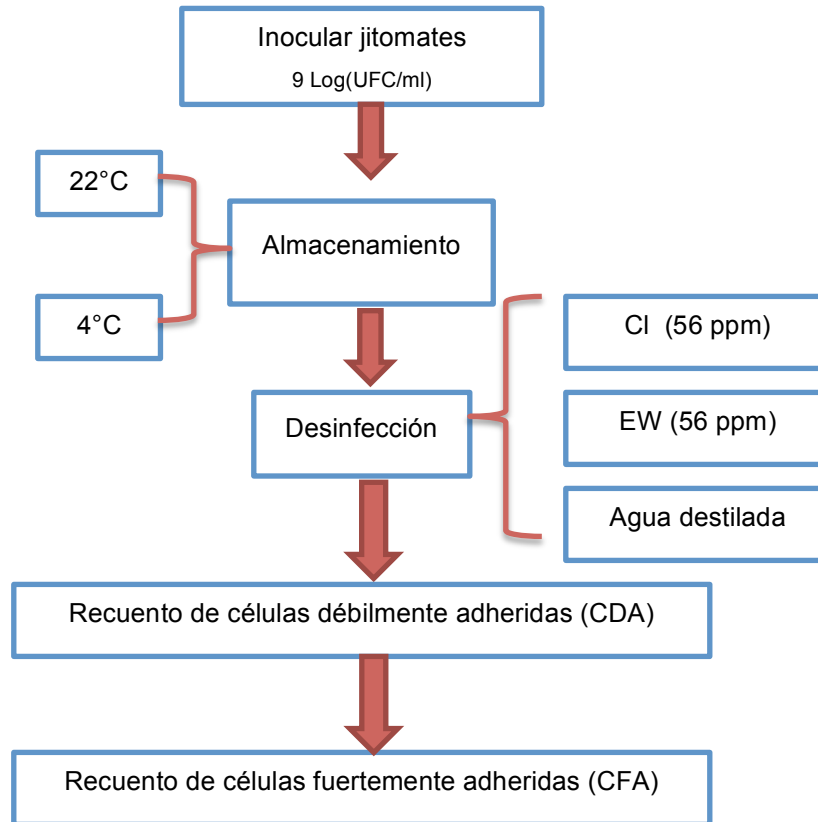 Inocular jitomates
9 Log(UFC/ml)
22°C
Almacenamiento
4°C
Cl (56 ppm)
Desinfección
EW (56 ppm)
Agua destilada
Recuento de células débilmente adheridas (CDA)
Recuento de células fuertemente adheridas (CFA)